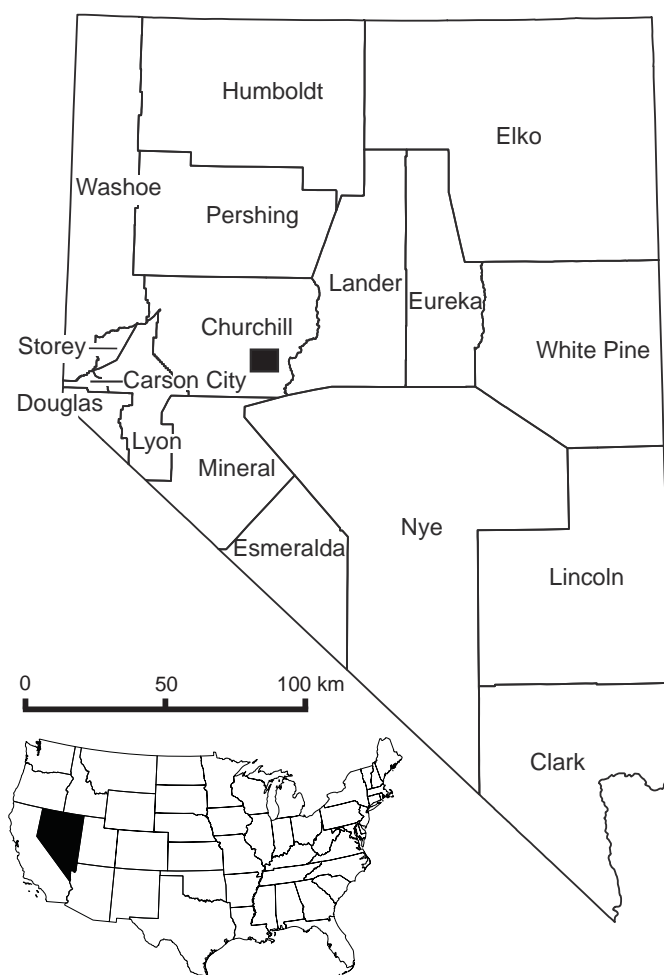 Humboldt
Elko
Washoe
Pershing
Lander
Eureka
Churchill
Storey
White Pine
Carson City
Douglas
Lyon
Mineral
Nye
Esmeralda
Lincoln
0 50 100 km
Clark